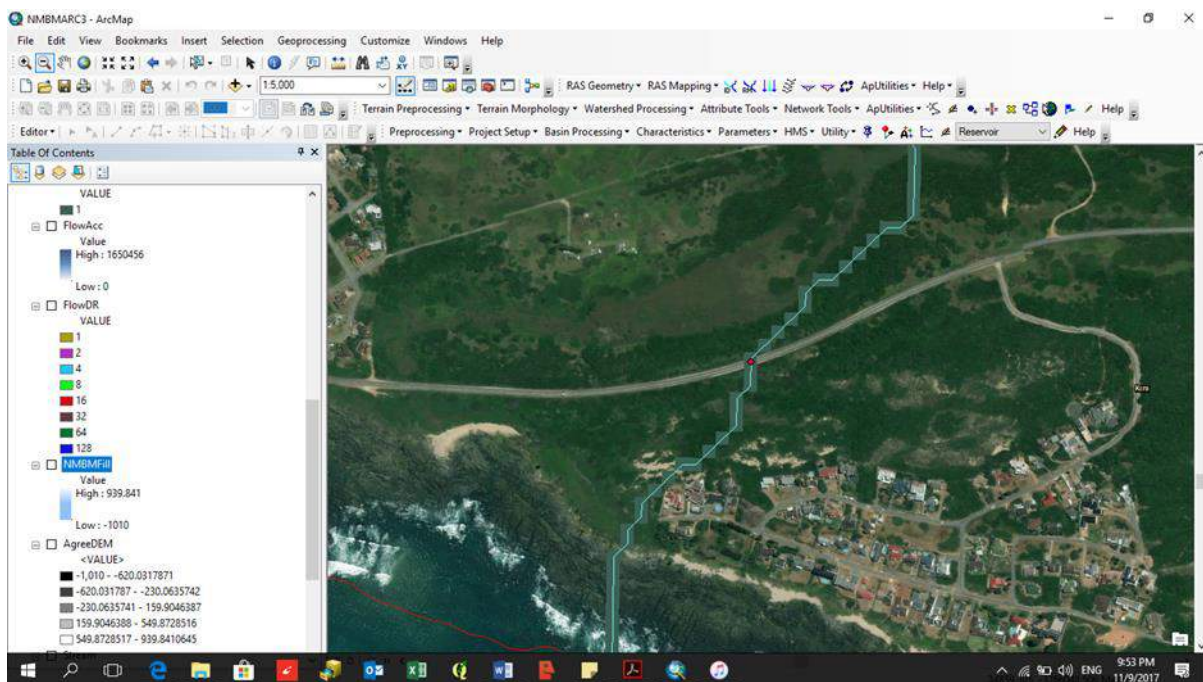 NMBMARC3 - ArcMap
File Edit View Bookmarks Insert Selection Geoprocessing Customize Windows Help
1:5,000
RAS Geometry RAS Mapping ApUtilities Help
Terrain Preprocessing Terrain Morphology Watershed Processing Attribute Tools Network Tools ApUtilities Help
Editor Preprocessing Project Setup Basin Processing Characteristics Parameters HMS Utility Reservoir Help
Table Of Contents
VALUE
1
FlowAcc
Value
High : 1650456
Low : 0
FlowDR
VALUE
1
2
4
8
16
32
64
128
NMBMFill
Value
High : 939.841
Low : -1010
AgreeDEM
<VALUE>
-1,010 - -620.0317871
-620.031787 - -230.0635742
-230.0635741 - 159.9046387
159.9046388 - 549.8728516
549.8728517 - 939.8410645
Stream
ENG
9:53 PM
11/9/2017